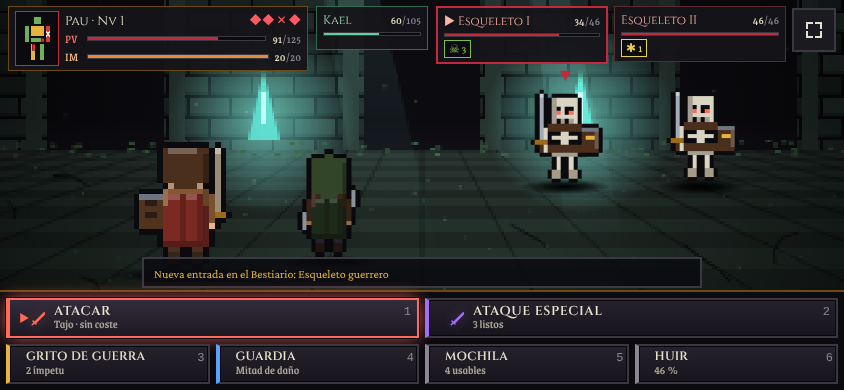 Pau · Nv 1
PV 91/125
IM 20/20
Kael 60/105
Esqueleto I 34/46
3
Esqueleto II 46/46
1
Nueva entrada en el Bestiario: Esqueleto guerrero
ATACAR 1
Tajo · sin coste
ATAQUE ESPECIAL 2
3 listos
GRITO DE GUERRA 3
2 ímpetu
GUARDIA 4
Mitad de daño
MOCHILA 5
4 usables
HUIR 6
46 %